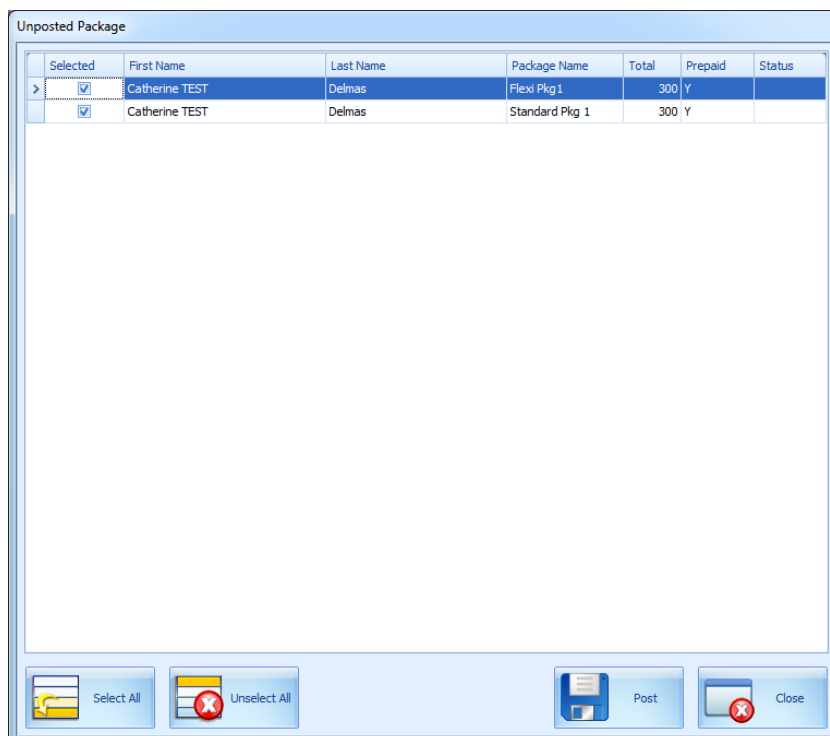 Unposted Package
Selected First Name Last Name Package Name Total Prepaid Status
Catherine TEST Delmas Flexi Pkg1 300 Y
Catherine TEST Delmas Standard Pkg 1 300 Y
Select All Unselect All Post Close